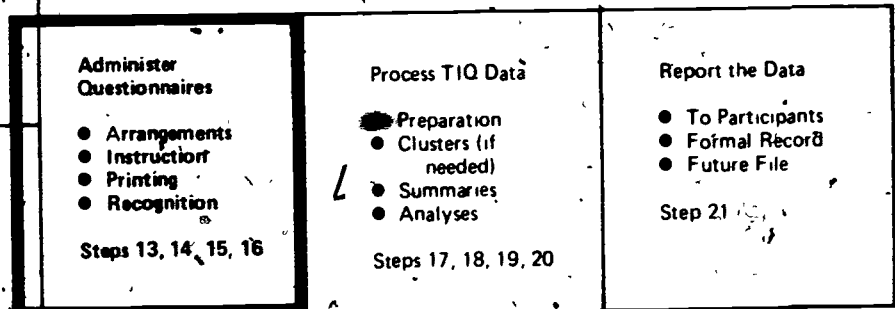 Administer
Questionnaires
● Arrangements
● Instruction
● Printing
● Recognition
Steps 13, 14, 15, 16
Process TIQ Data
● Preparation
● Clusters (if
needed)
● Summaries
● Analyses
Steps 17, 18, 19, 20
Report the Data
● To Participants
● Formal Record
● Future File
Step 21